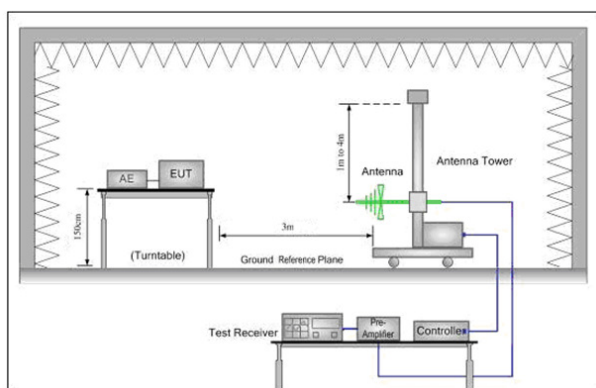 1m to 4m
Antenna
Antenna Tower
AE
EUT
150cm
(Turntable)
3m
Ground Reference Plane
Test Receiver
Pre-
Amplifier
Controller